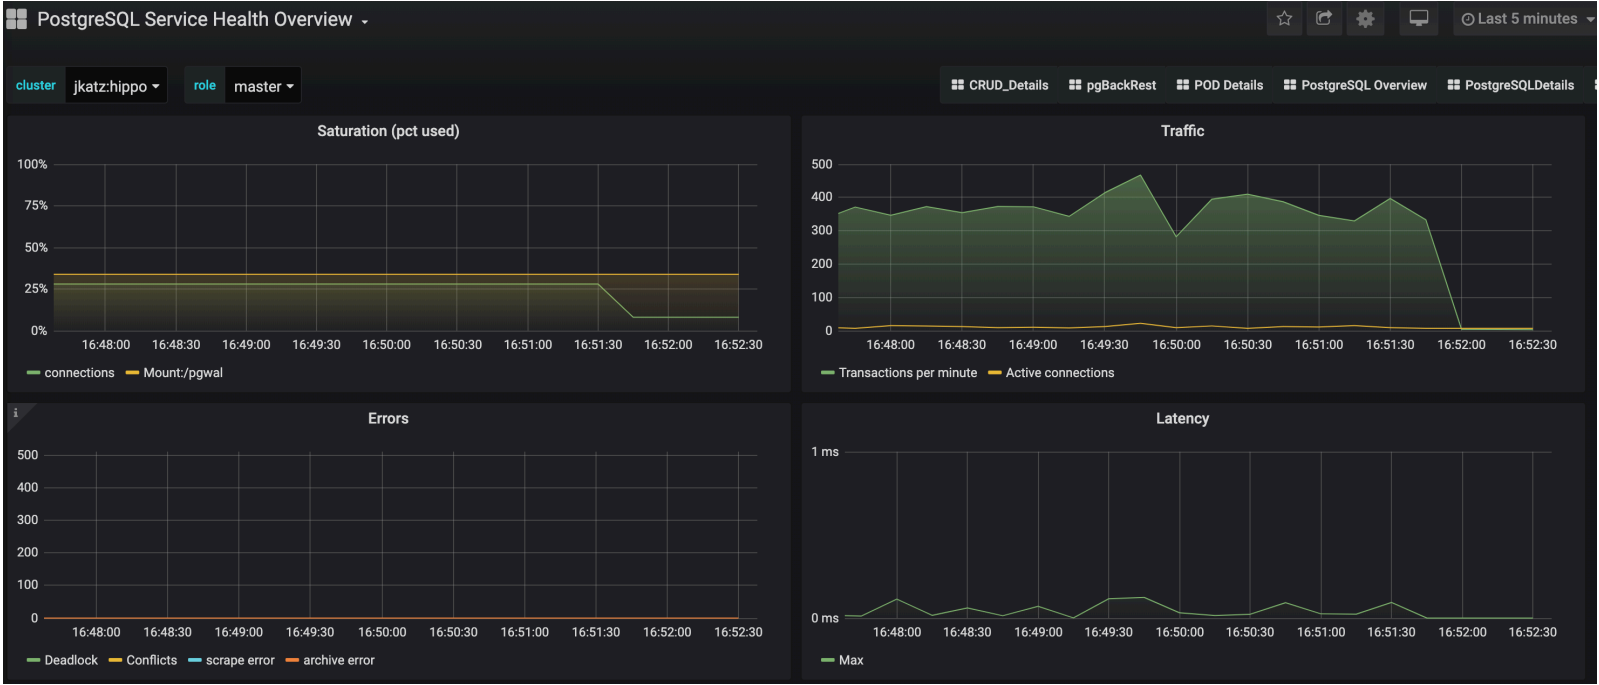 PostgreSQL Service Health Overview
Last 5 minutes
cluster jkatz:hippo role master
CRUD_Details pgBackRest POD Details PostgreSQL Overview PostgreSQLDetails
Saturation (pct used)
100%
75%
50%
25%
0%
16:48:00 16:48:30 16:49:00 16:49:30 16:50:00 16:50:30 16:51:00 16:51:30 16:52:00 16:52:30
connections Mount:/pgwal
Traffic
500
400
300
200
100
0
16:48:00 16:48:30 16:49:00 16:49:30 16:50:00 16:50:30 16:51:00 16:51:30 16:52:00 16:52:30
Transactions per minute Active connections
i
Errors
500
400
300
200
100
0
16:48:00 16:48:30 16:49:00 16:49:30 16:50:00 16:50:30 16:51:00 16:51:30 16:52:00 16:52:30
Deadlock Conflicts scrape error archive error
Latency
1 ms
0 ms
16:48:00 16:48:30 16:49:00 16:49:30 16:50:00 16:50:30 16:51:00 16:51:30 16:52:00 16:52:30
Max